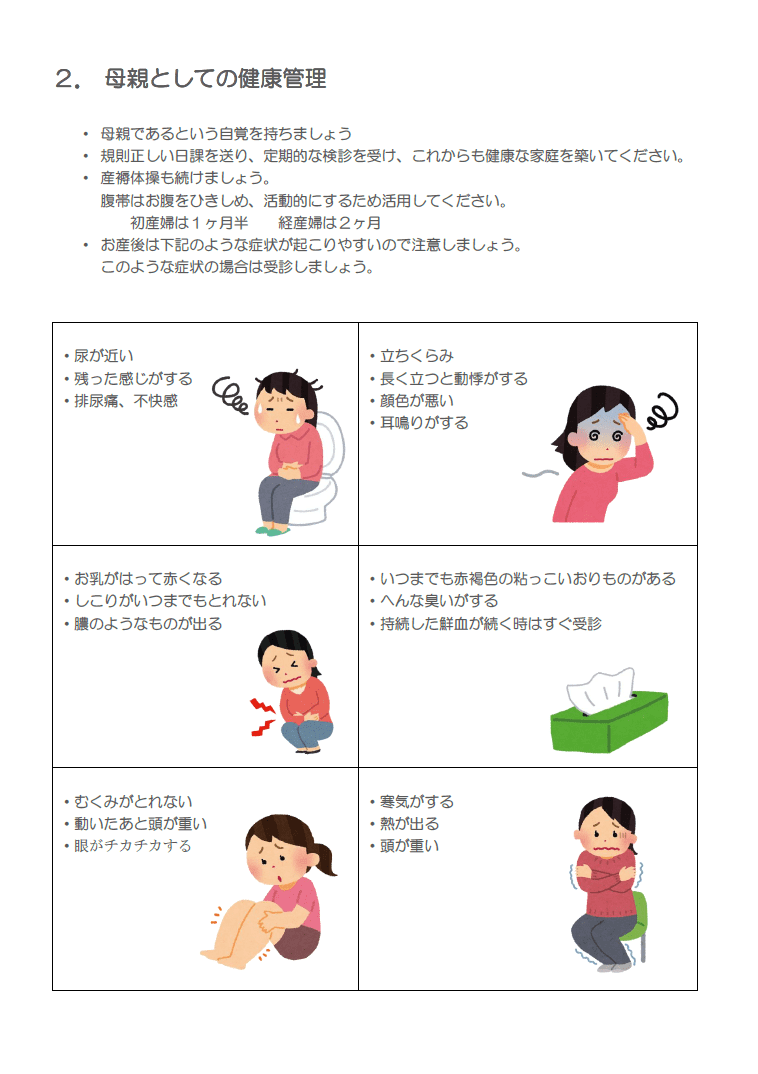 ２． 母親としての健康管理
・ 母親であるという自覚を持ちましょう
・ 規則正しい日課を送り、定期的な検診を受け、これからも健康な家庭を築いてください。
・ 産褥体操も続けましょう。
腹帯はお腹をひきしめ、活動的にするため活用してください。
初産婦は１ヶ月半　　経産婦は２ヶ月
・ お産後は下記のような症状が起こりやすいので注意しましょう。
このような症状の場合は受診しましょう。
・尿が近い
・残った感じがする
・排尿痛、不快感
・立ちくらみ
・長く立つと動悸がする
・顔色が悪い
・耳鳴りがする
・お乳がはって赤くなる
・しこりがいつまでもとれない
・膿のようなものが出る
・いつまでも赤褐色の粘っこいおりものがある
・へんな臭いがする
・持続した鮮血が続く時はすぐ受診
・むくみがとれない
・動いたあと頭が重い
・眼がチカチカする
・寒気がする
・熱が出る
・頭が重い